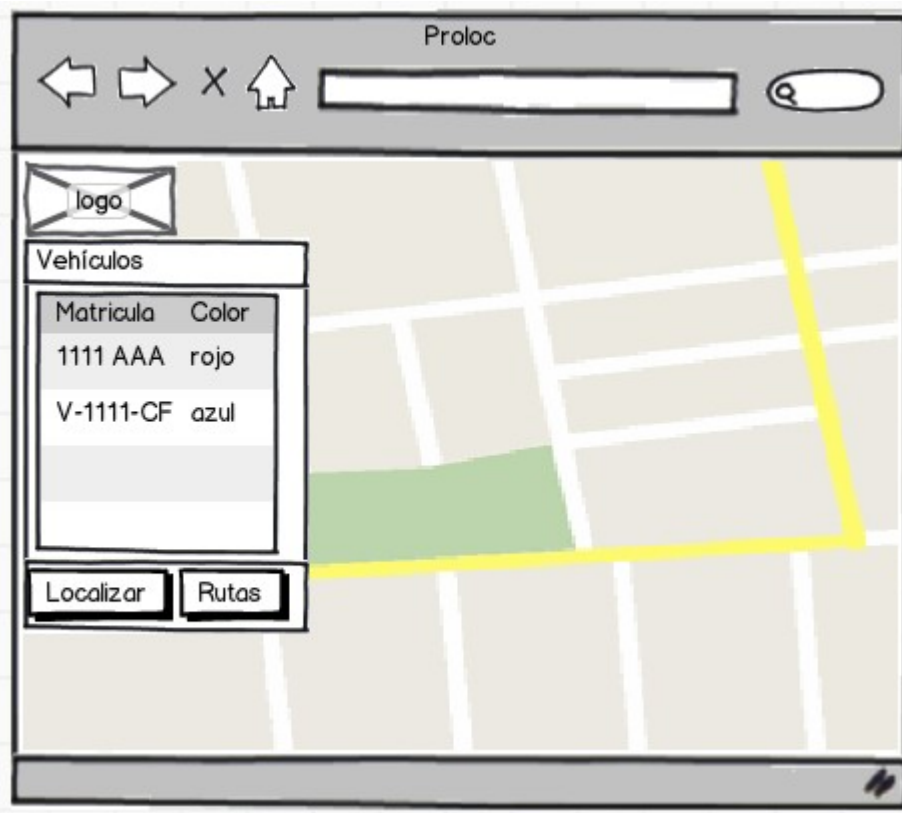 Proloc
logo
Vehículos
Matricula Color
1111 AAA rojo
V-1111-CF azul
Localizar Rutas